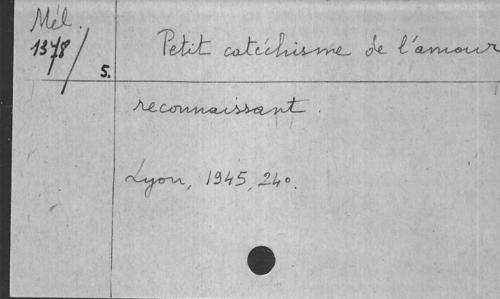 Mél.
1378/
5.
Petit catéchisme de l'amour
reconnaissant.
Lyon, 1945, 24°.